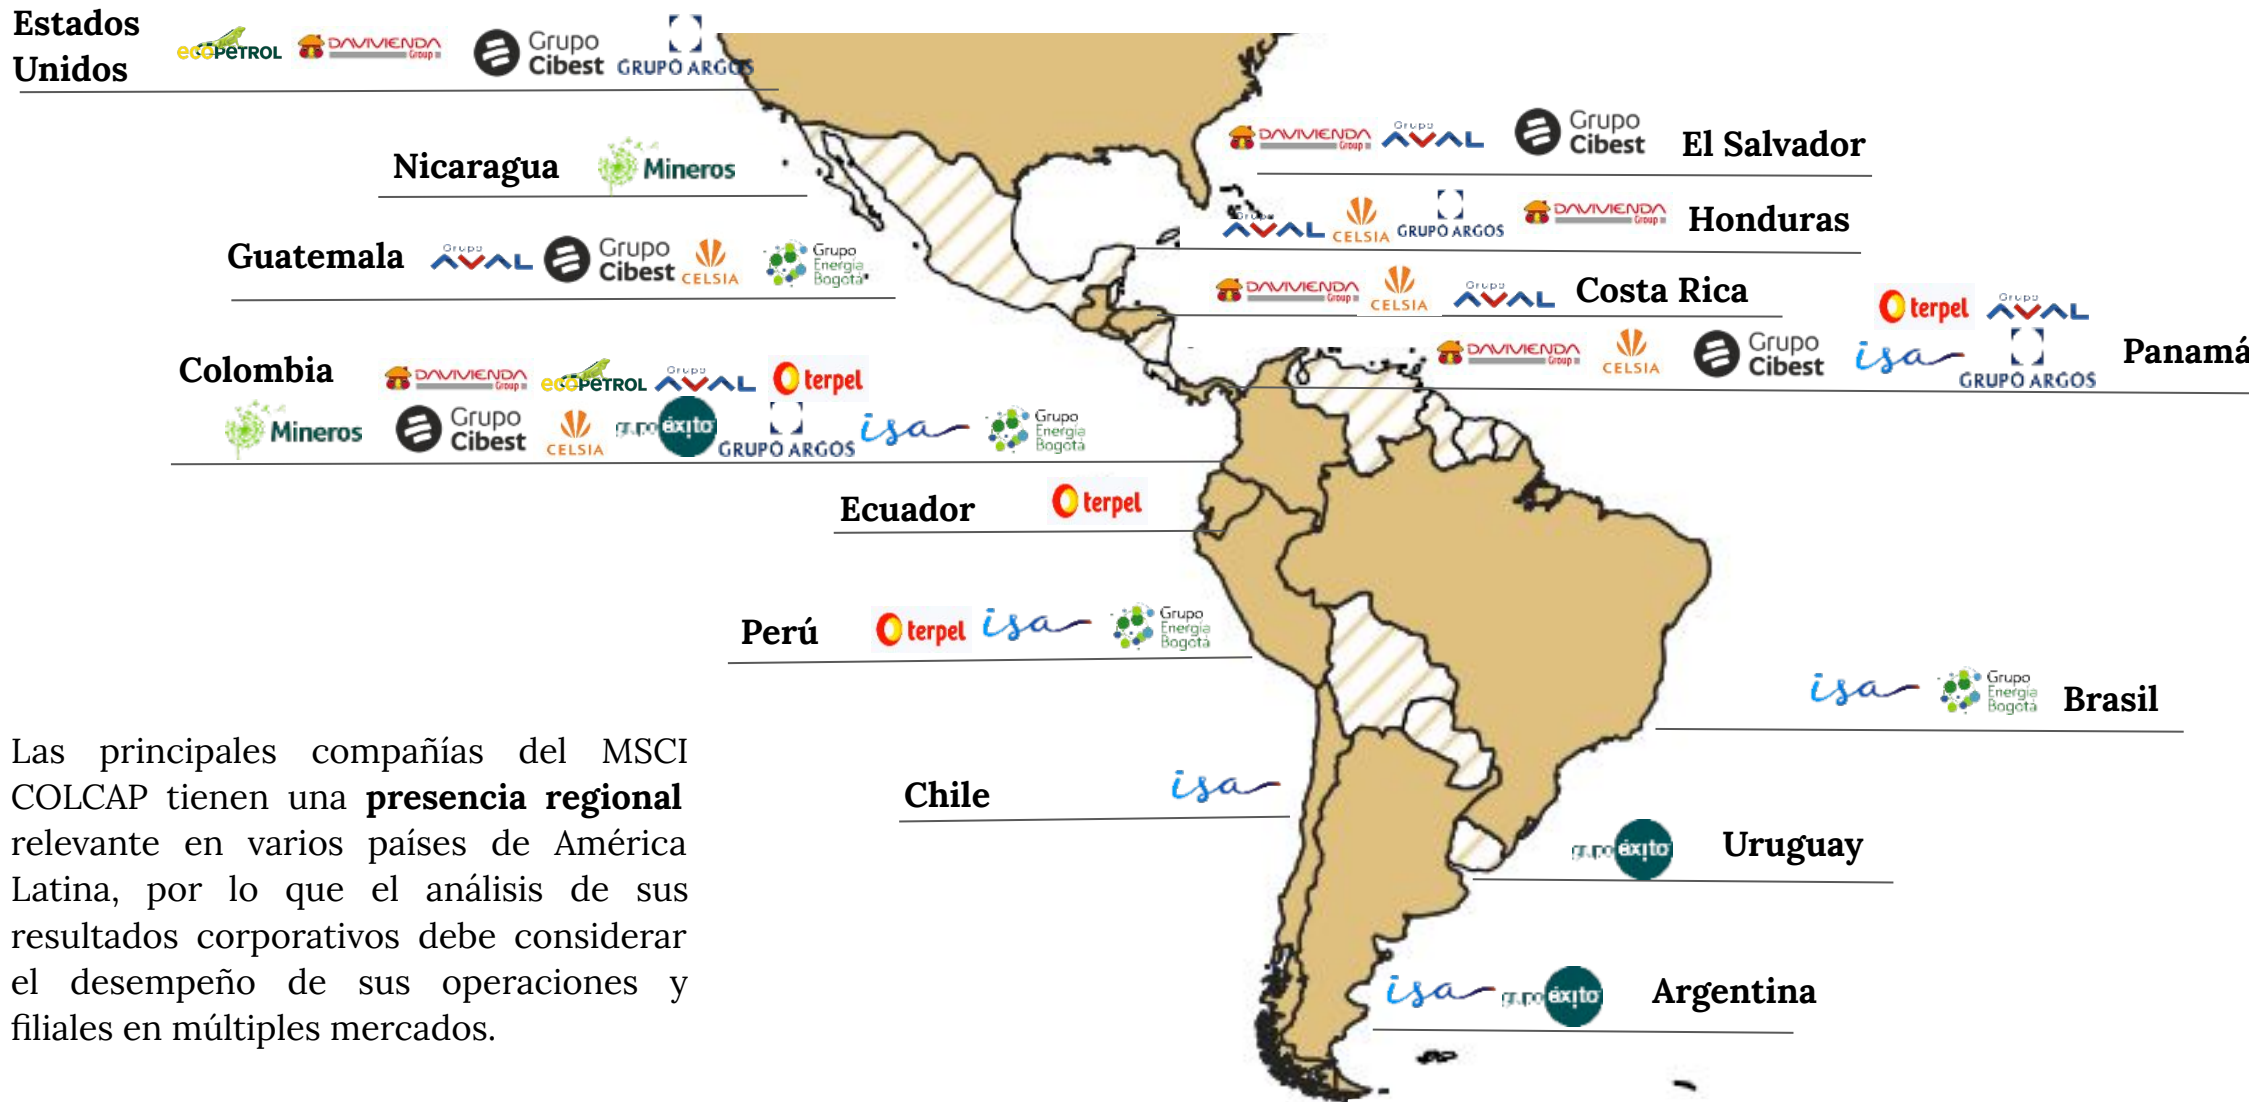 Estados
Unidos
ecopetrol DAVIVIENDA Group Grupo Cibest GRUPO ARGOS
Nicaragua Mineros
Guatemala Grupo AVAL Grupo Cibest CELSIA Grupo Energía Bogotá
Colombia DAVIVIENDA Group ecopetrol Grupo AVAL terpel
Mineros Grupo Cibest CELSIA grupo éxito GRUPO ARGOS isa Grupo Energía Bogotá
DAVIVIENDA Group Grupo AVAL Grupo Cibest El Salvador
Grupo AVAL CELSIA GRUPO ARGOS DAVIVIENDA Group Honduras
DAVIVIENDA Group CELSIA Grupo AVAL Costa Rica
terpel Grupo AVAL
DAVIVIENDA Group CELSIA Grupo Cibest isa GRUPO ARGOS Panamá
Ecuador terpel
Perú terpel isa Grupo Energía Bogotá
isa Grupo Energía Bogotá Brasil
Chile isa
grupo éxito Uruguay
isa grupo éxito Argentina
Las principales compañías del MSCI
COLCAP tienen una presencia regional
relevante en varios países de América
Latina, por lo que el análisis de sus
resultados corporativos debe considerar
el desempeño de sus operaciones y
filiales en múltiples mercados.